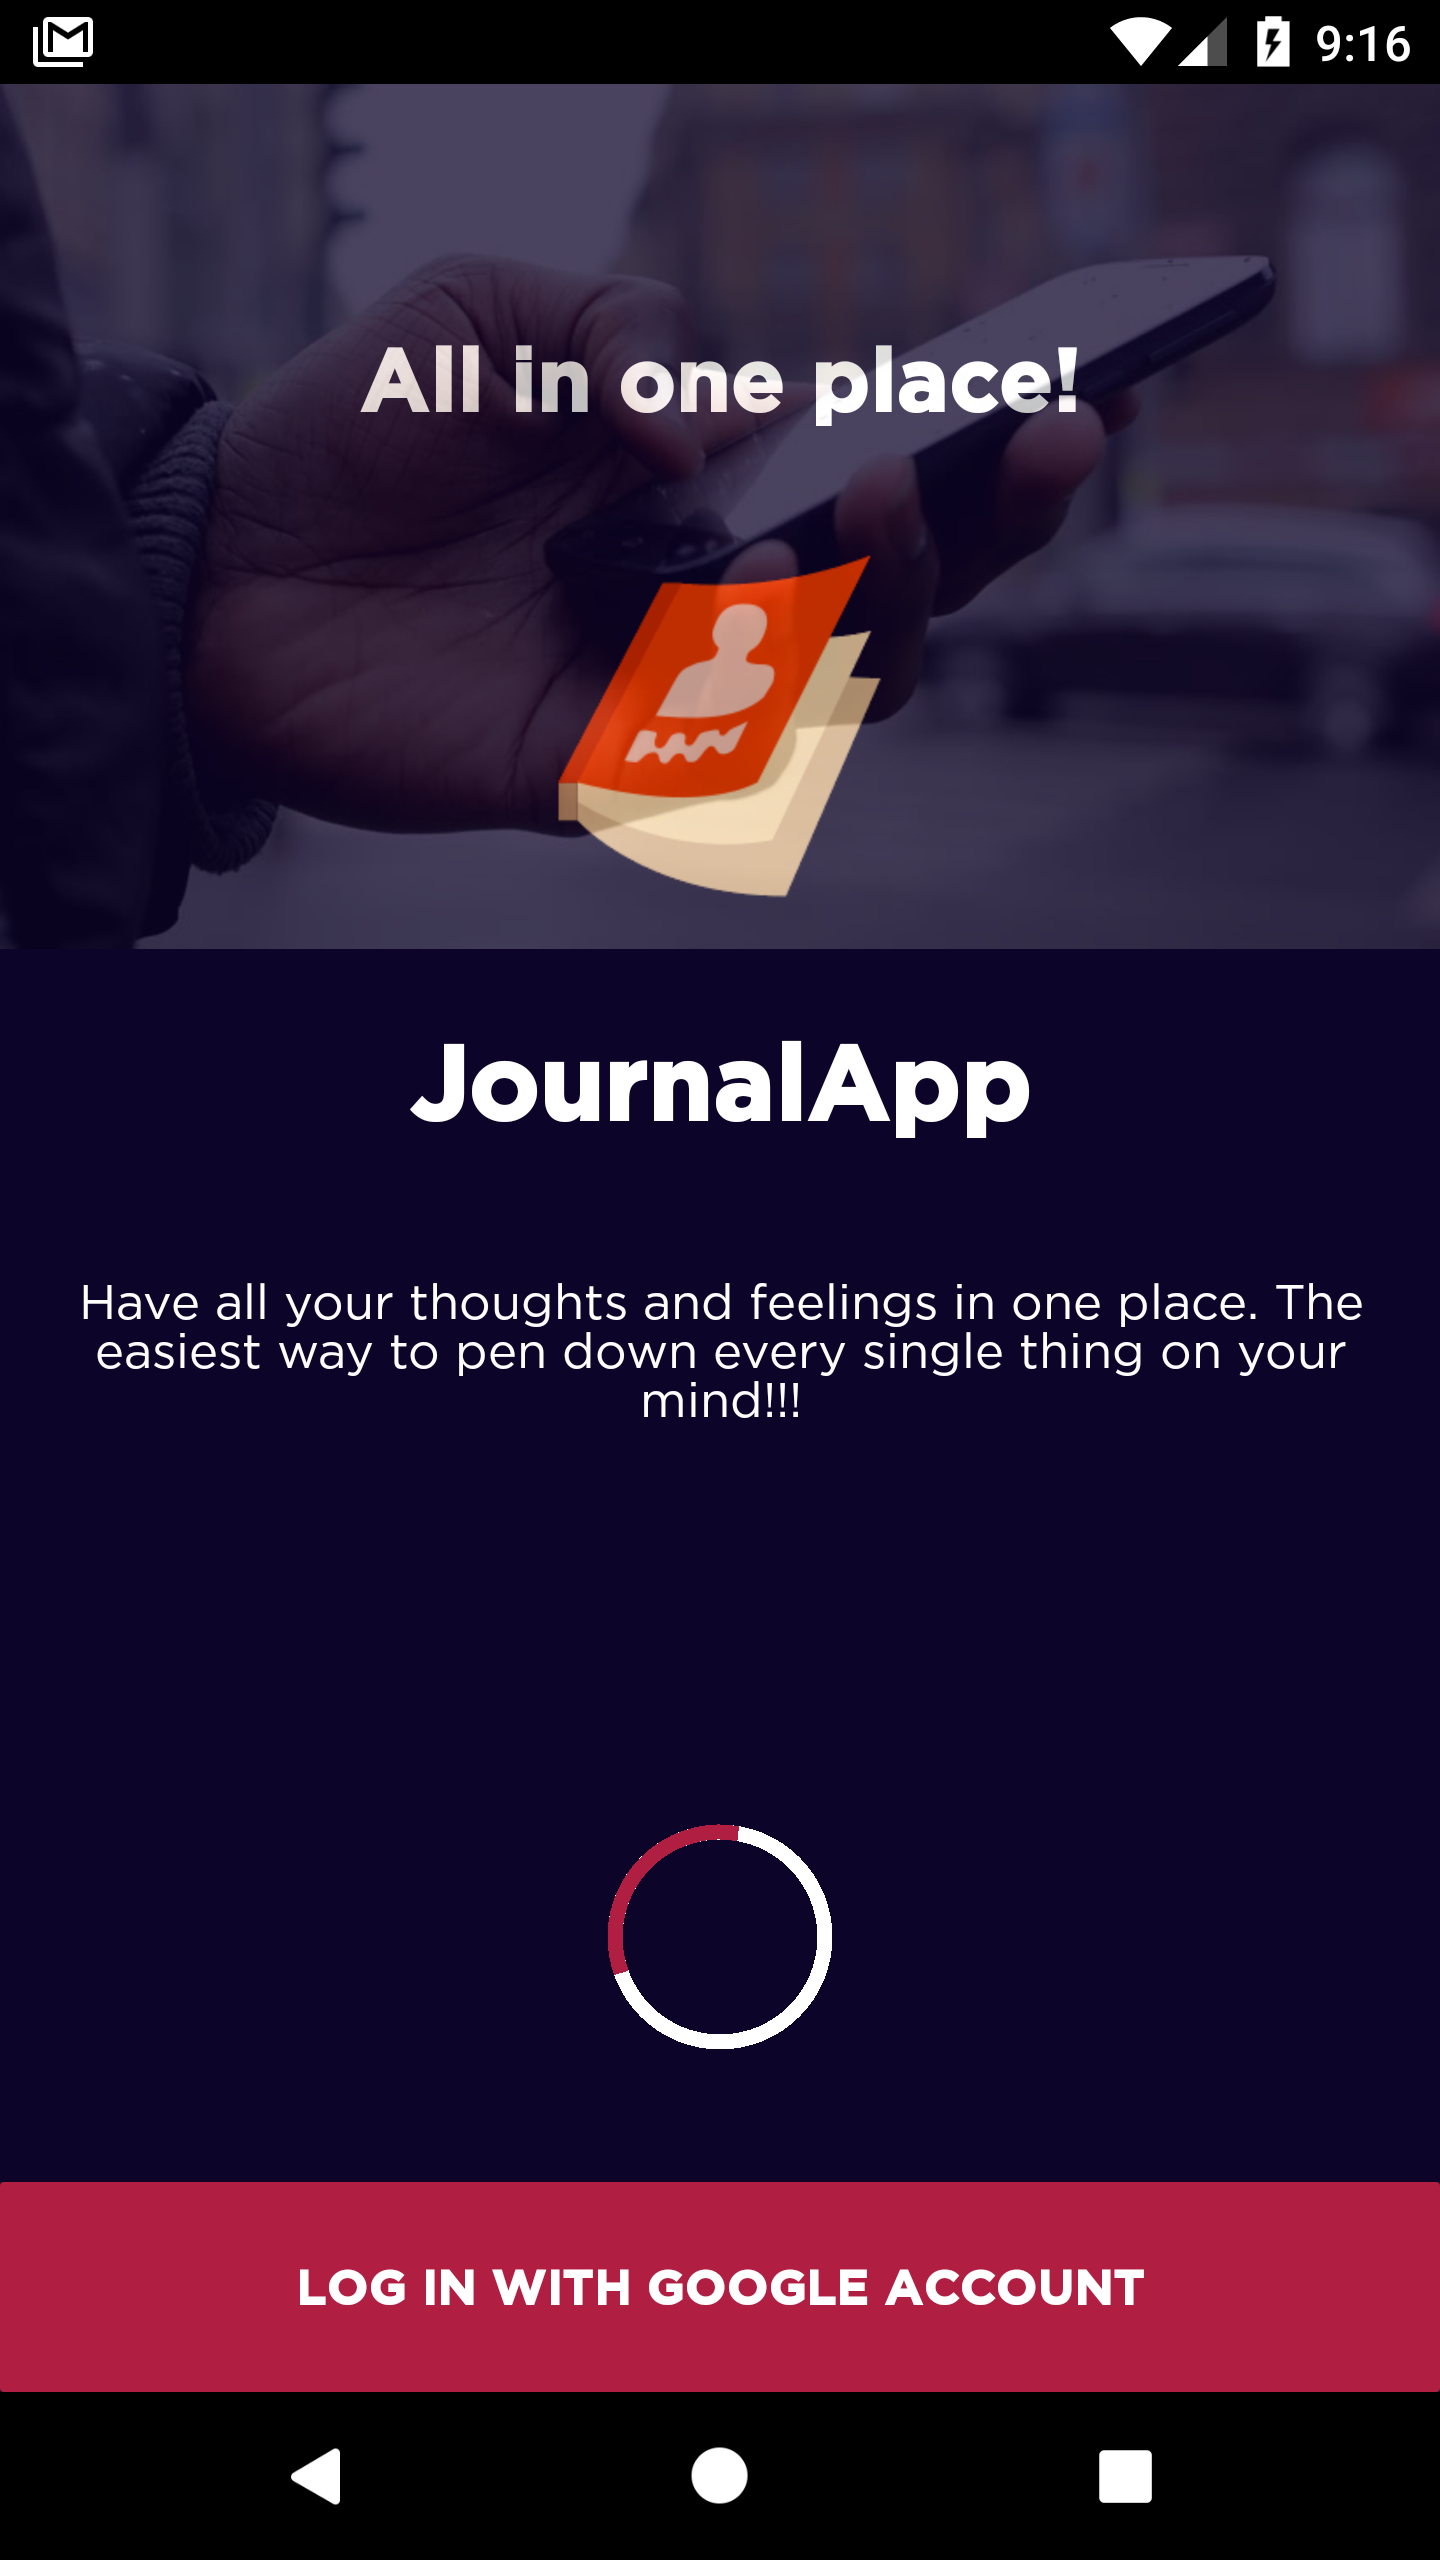 9:16
All in one place!
JournalApp
Have all your thoughts and feelings in one place. The
easiest way to pen down every single thing on your
mind!!!
LOG IN WITH GOOGLE ACCOUNT